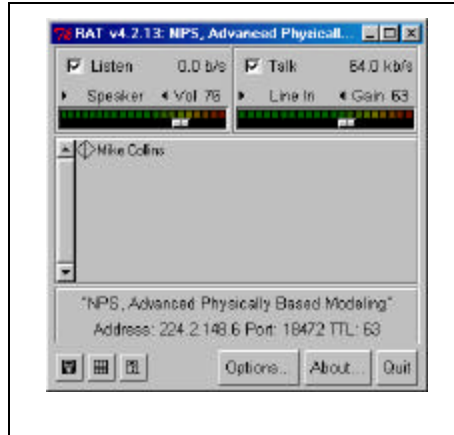 RAT v4.2.13: NPS, Advanced Physicall...
Listen 0.0 b/s
Talk 64.0 kb/s
Speaker Vol 76
Line In Gain 63
Mike Collins
"NPS, Advanced Physically Based Modeling"
Address: 224.2.148.6 Port: 18472 TTL: 63
Options... About... Quit